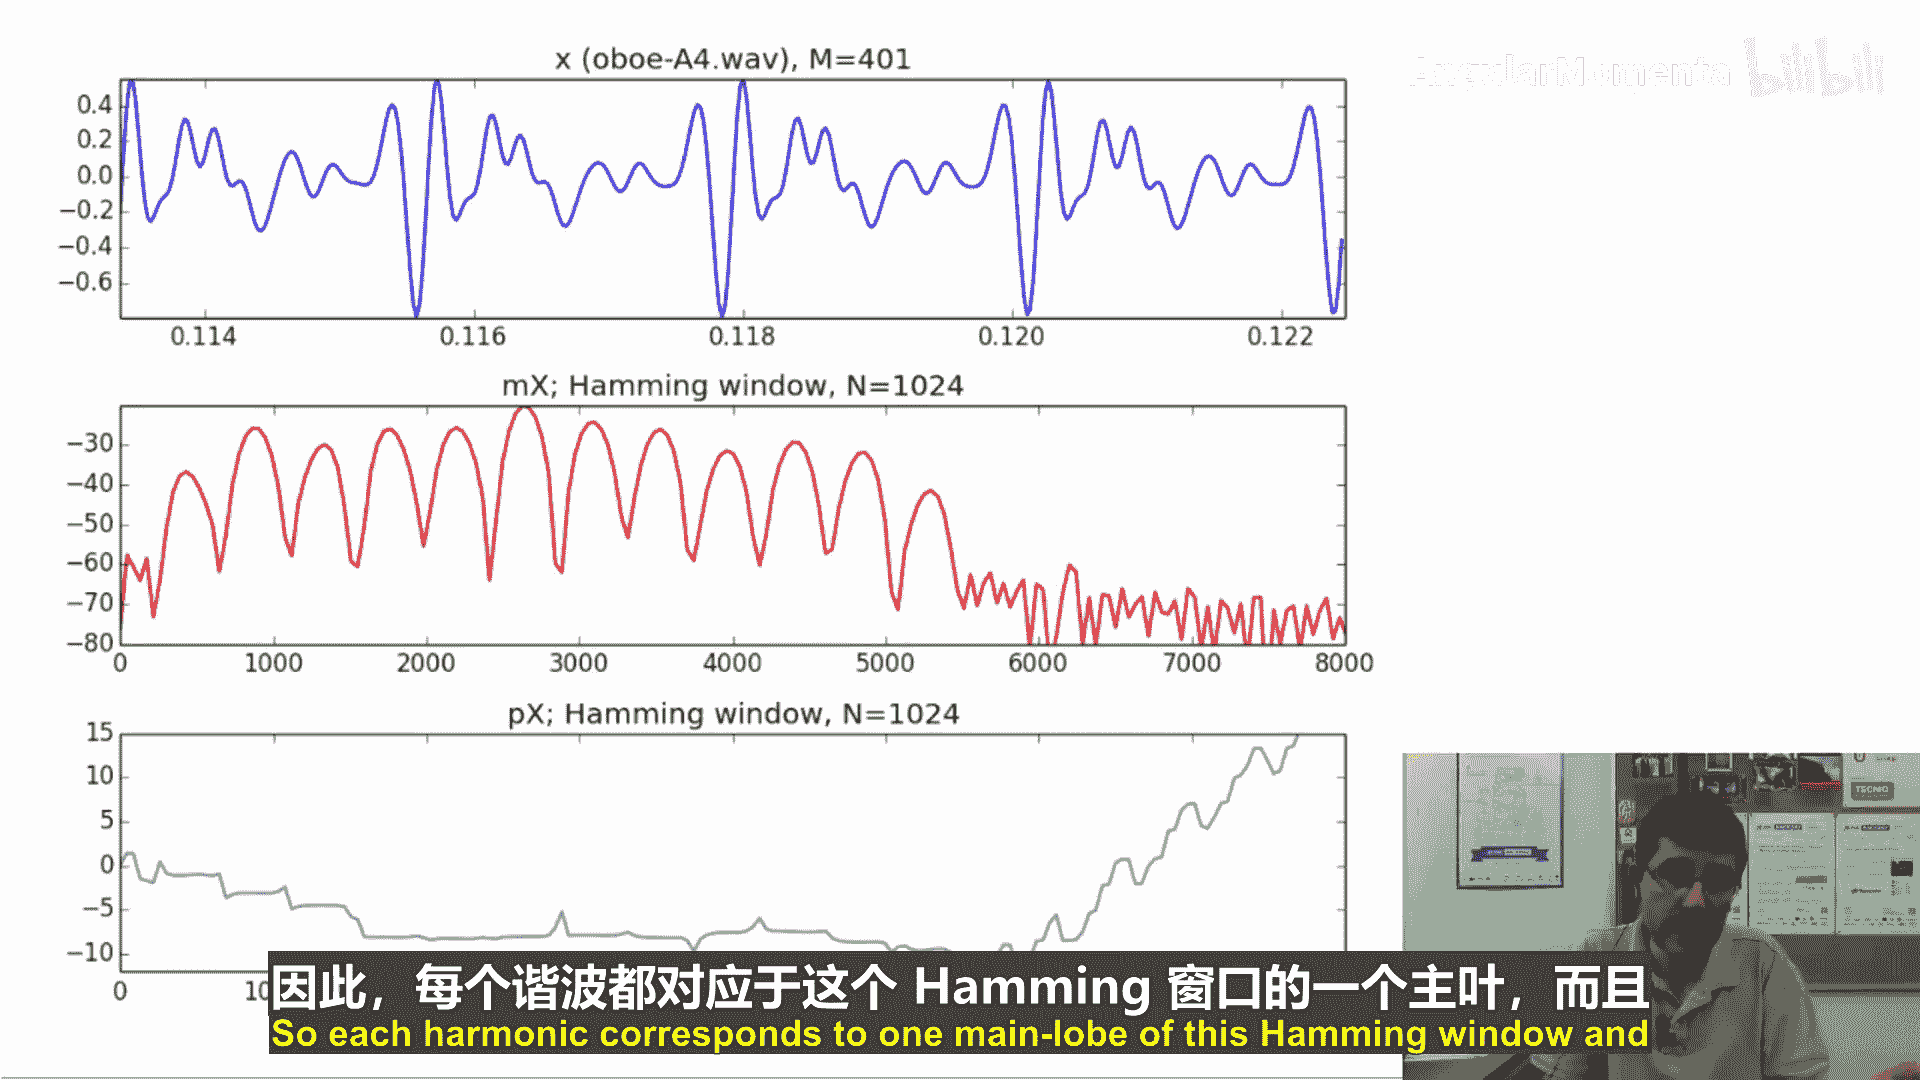 x (oboe-A4.wav), M=401
AngularMomenta bilibili
0.4
0.2
0.0
−0.2
−0.4
−0.6
0.114 0.116 0.118 0.120 0.122
mX; Hamming window, N=1024
−30
−40
−50
−60
−70
−80
0 1000 2000 3000 4000 5000 6000 7000 8000
pX; Hamming window, N=1024
15
10
5
0
−5
−10
TECNIO
0
因此，每个谐波都对应于这个 Hamming 窗口的一个主叶，而且
So each harmonic corresponds to one main-lobe of this Hamming window and